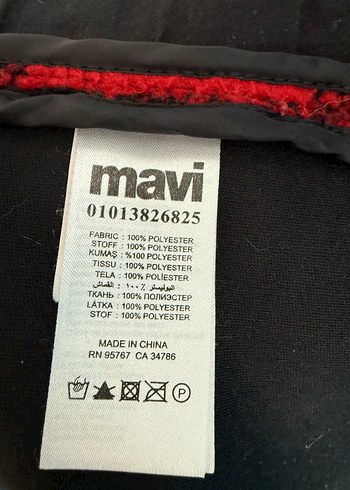 mavi
01013826825
FABRIC : 100% POLYESTER
STOFF : 100% POLYESTER
KUMAŞ : %100 POLYESTER
TISSU : 100% POLYESTER
TELA : 100% POLIESTER
القماش : ١٠٠٪ البوليستر
ТКАНЬ : 100% ПОЛИЭСТЕР
LÁTKA : 100% POLYESTER
STOF : 100% POLYESTER
MADE IN CHINA
RN 95767 CA 34786
P